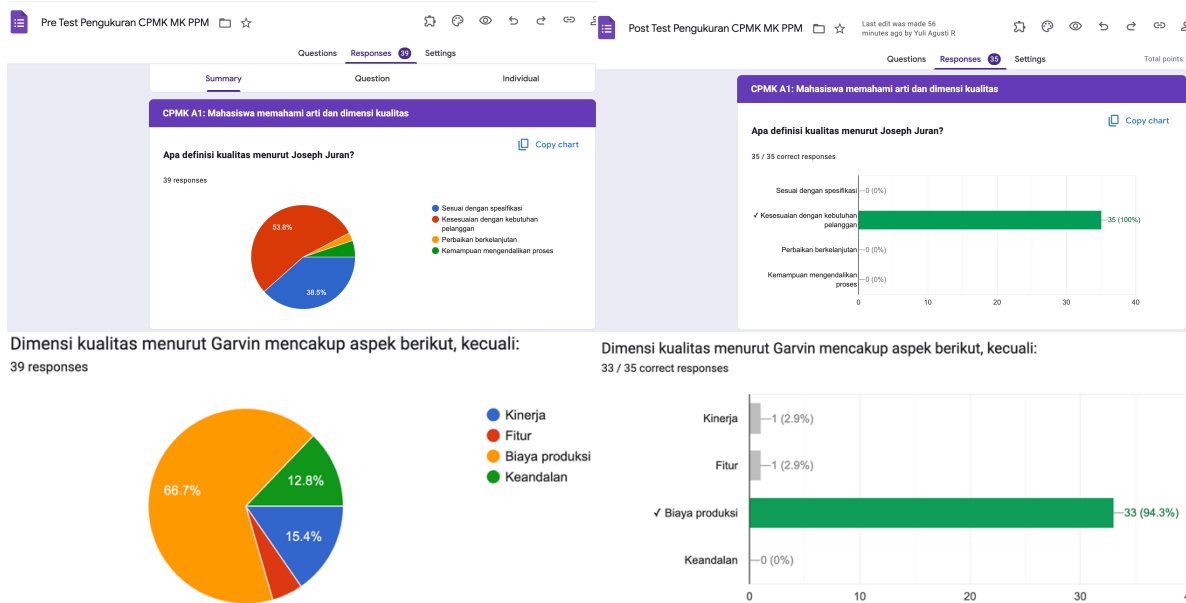 Pre Test Pengukuran CPMK MK PPM
Questions
Responses 39
Settings
Summary
Question
Individual
CPMK A1: Mahasiswa memahami arti dan dimensi kualitas
Copy chart
Apa definisi kualitas menurut Joseph Juran?
39 responses
53.8%
38.5%
Sesuai dengan spesifikasi
Kesesuaian dengan kebutuhan
pelanggan
Perbaikan berkelanjutan
Kemampuan mengendalikan proses
Post Test Pengukuran CPMK MK PPM
Last edit was made 56
minutes ago by Yuli Agusti R
Questions
Responses 35
Settings
Total points:
CPMK A1: Mahasiswa memahami arti dan dimensi kualitas
Copy chart
Apa definisi kualitas menurut Joseph Juran?
35 / 35 correct responses
Sesuai dengan spesifikasi
0 (0%)
✓ Kesesuaian dengan kebutuhan
pelanggan
35 (100%)
Perbaikan berkelanjutan
0 (0%)
Kemampuan mengendalikan
proses
0 (0%)
0 10 20 30 40
Dimensi kualitas menurut Garvin mencakup aspek berikut, kecuali:
39 responses
66.7%
12.8%
15.4%
Kinerja
Fitur
Biaya produksi
Keandalan
Dimensi kualitas menurut Garvin mencakup aspek berikut, kecuali:
33 / 35 correct responses
Kinerja
1 (2.9%)
Fitur
1 (2.9%)
✓ Biaya produksi
33 (94.3%)
Keandalan
0 (0%)
0 10 20 30